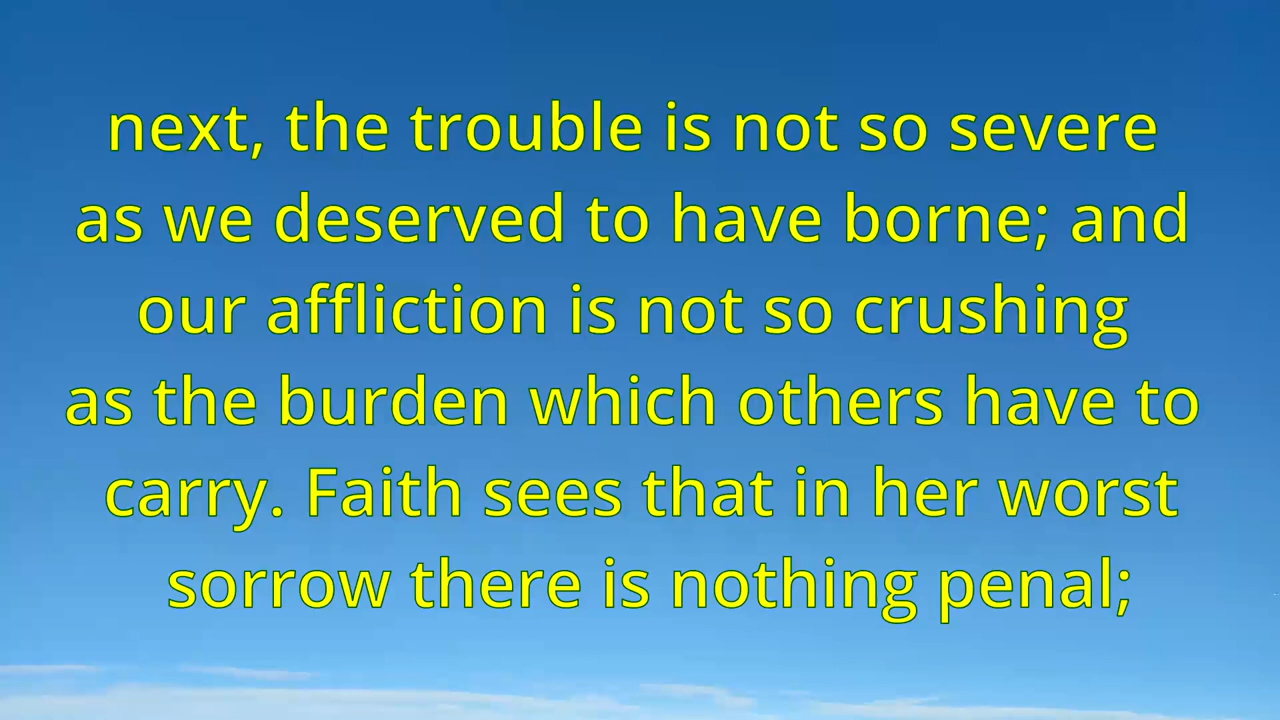 next, the trouble is not so severe
as we deserved to have borne; and
our affliction is not so crushing
as the burden which others have to
carry. Faith sees that in her worst
sorrow there is nothing penal;